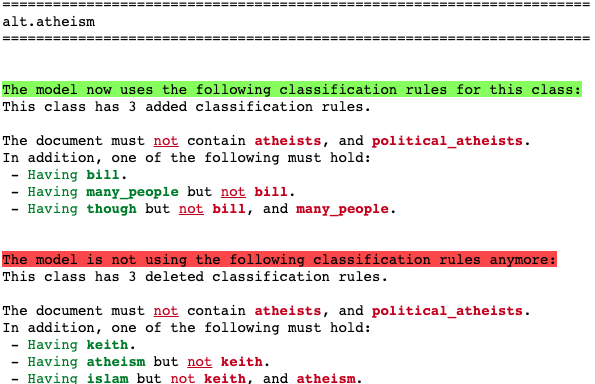 ======================================================================
alt.atheism
======================================================================
The model now uses the following classification rules for this class:
This class has 3 added classification rules.
The document must not contain atheists, and political_atheists.
In addition, one of the following must hold:
- Having bill.
- Having many_people but not bill.
- Having though but not bill, and many_people.
The model is not using the following classification rules anymore:
This class has 3 deleted classification rules.
The document must not contain atheists, and political_atheists.
In addition, one of the following must hold:
- Having keith.
- Having atheism but not keith.
- Having islam but not keith, and atheism.